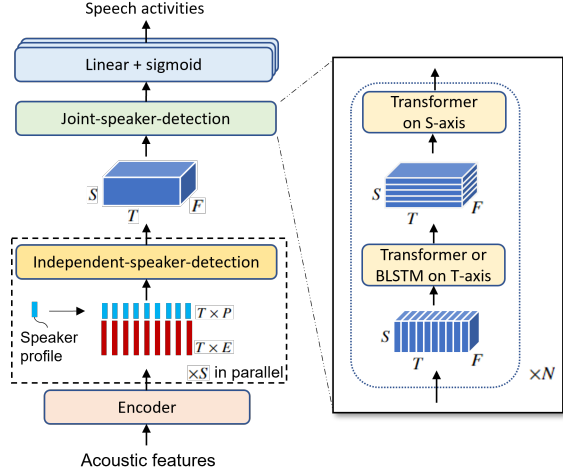 Speech activities
Linear + sigmoid
Joint-speaker-detection
S
T
F
Independent-speaker-detection
Speaker
profile
T × P
T × E
×S in parallel
Encoder
Acoustic features
Transformer
on S-axis
S
T
F
Transformer or
BLSTM on T-axis
S
T
F
×N